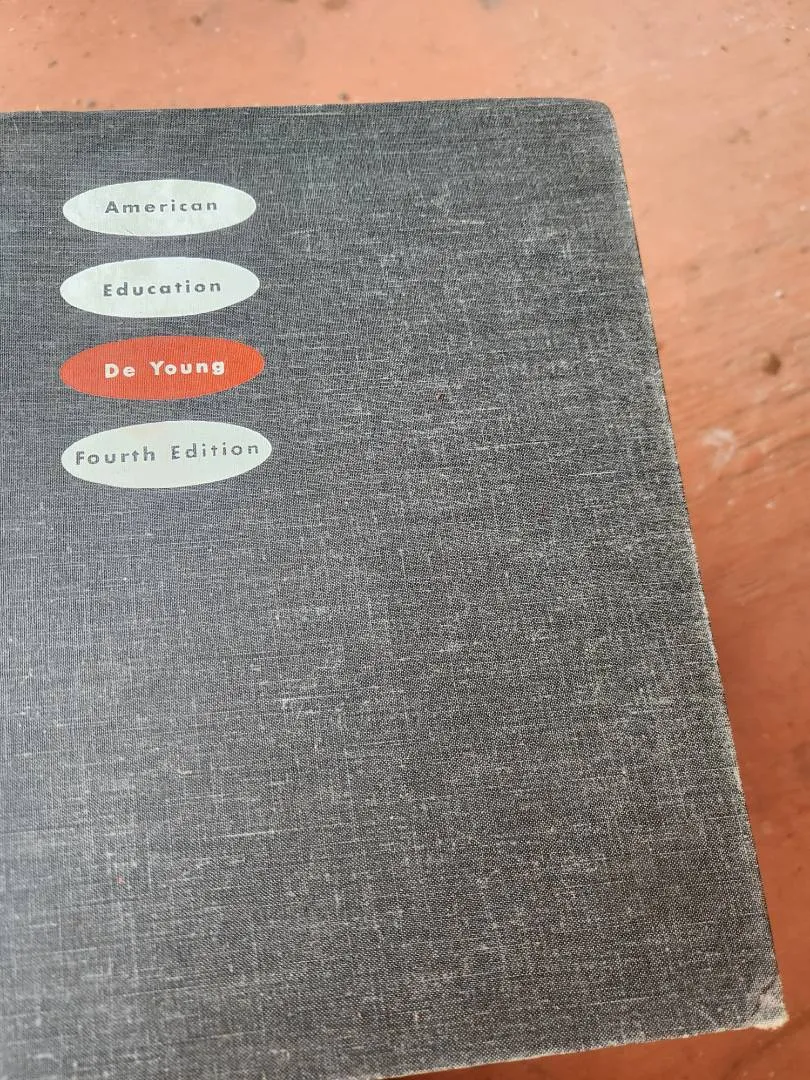 American
Education
De Young
Fourth Edition